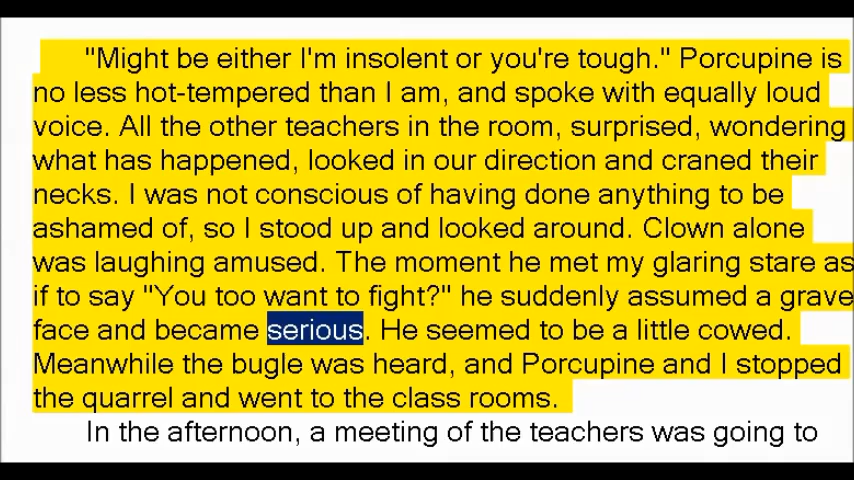 "Might be either I'm insolent or you're tough." Porcupine is
no less hot-tempered than I am, and spoke with equally loud
voice. All the other teachers in the room, surprised, wondering
what has happened, looked in our direction and craned their
necks. I was not conscious of having done anything to be
ashamed of, so I stood up and looked around. Clown alone
was laughing amused. The moment he met my glaring stare as
if to say "You too want to fight?" he suddenly assumed a grave
face and became serious. He seemed to be a little cowed.
Meanwhile the bugle was heard, and Porcupine and I stopped
the quarrel and went to the class rooms.
In the afternoon, a meeting of the teachers was going to